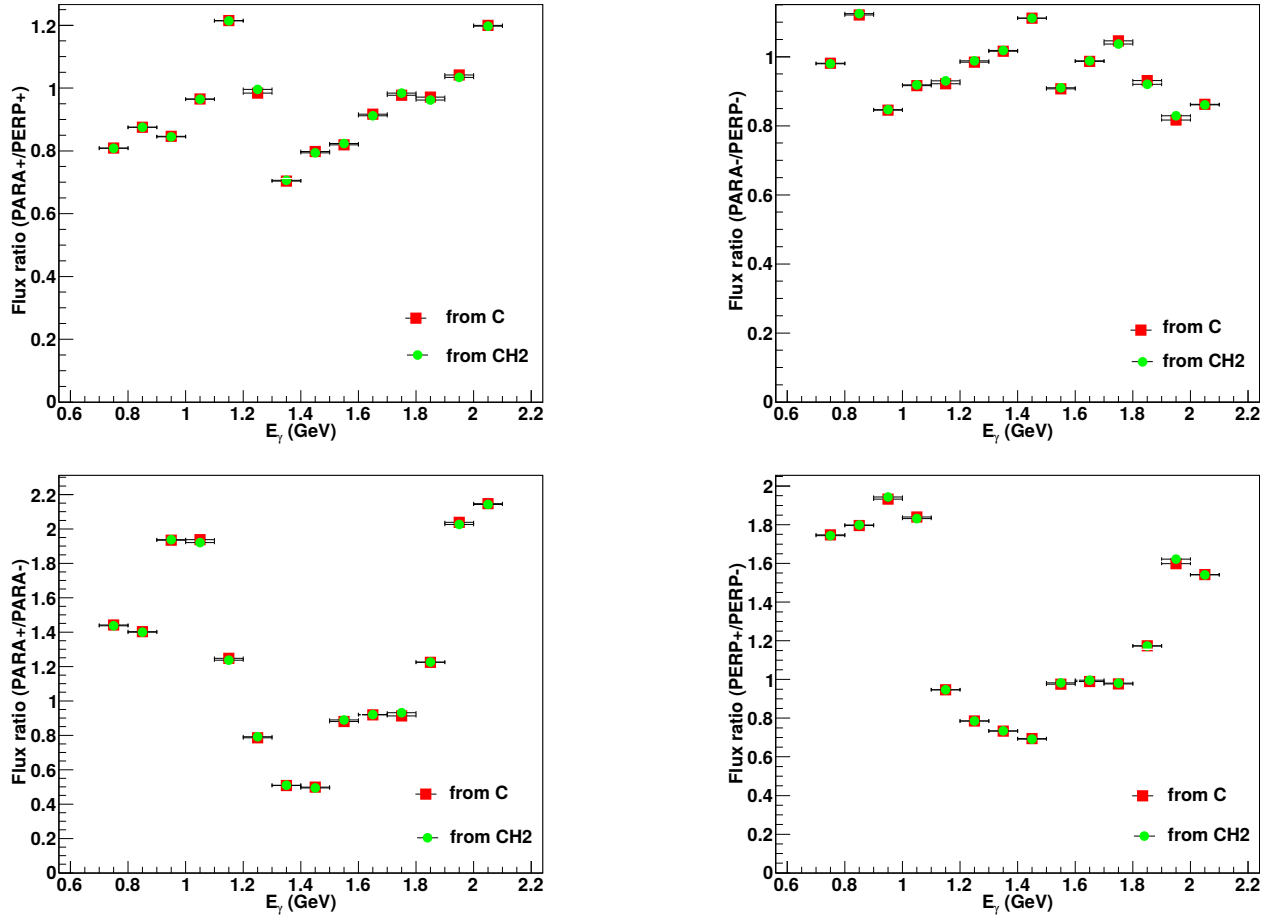 Flux ratio (PARA+/PERP+)
1.2
1
0.8
0.6
0.4
0.2
0
from C
from CH2
0.6 0.8 1 1.2 1.4 1.6 1.8 2 2.2
Eγ (GeV)
Flux ratio (PARA-/PERP-)
1
0.8
0.6
0.4
0.2
0
from C
from CH2
0.6 0.8 1 1.2 1.4 1.6 1.8 2 2.2
Eγ (GeV)
Flux ratio (PARA+/PARA-)
2.2
2
1.8
1.6
1.4
1.2
1
0.8
0.6
0.4
0.2
0
from C
from CH2
0.6 0.8 1 1.2 1.4 1.6 1.8 2 2.2
Eγ (GeV)
Flux ratio (PERP+/PERP-)
2
1.8
1.6
1.4
1.2
1
0.8
0.6
0.4
0.2
0
from C
from CH2
0.6 0.8 1 1.2 1.4 1.6 1.8 2 2.2
Eγ (GeV)